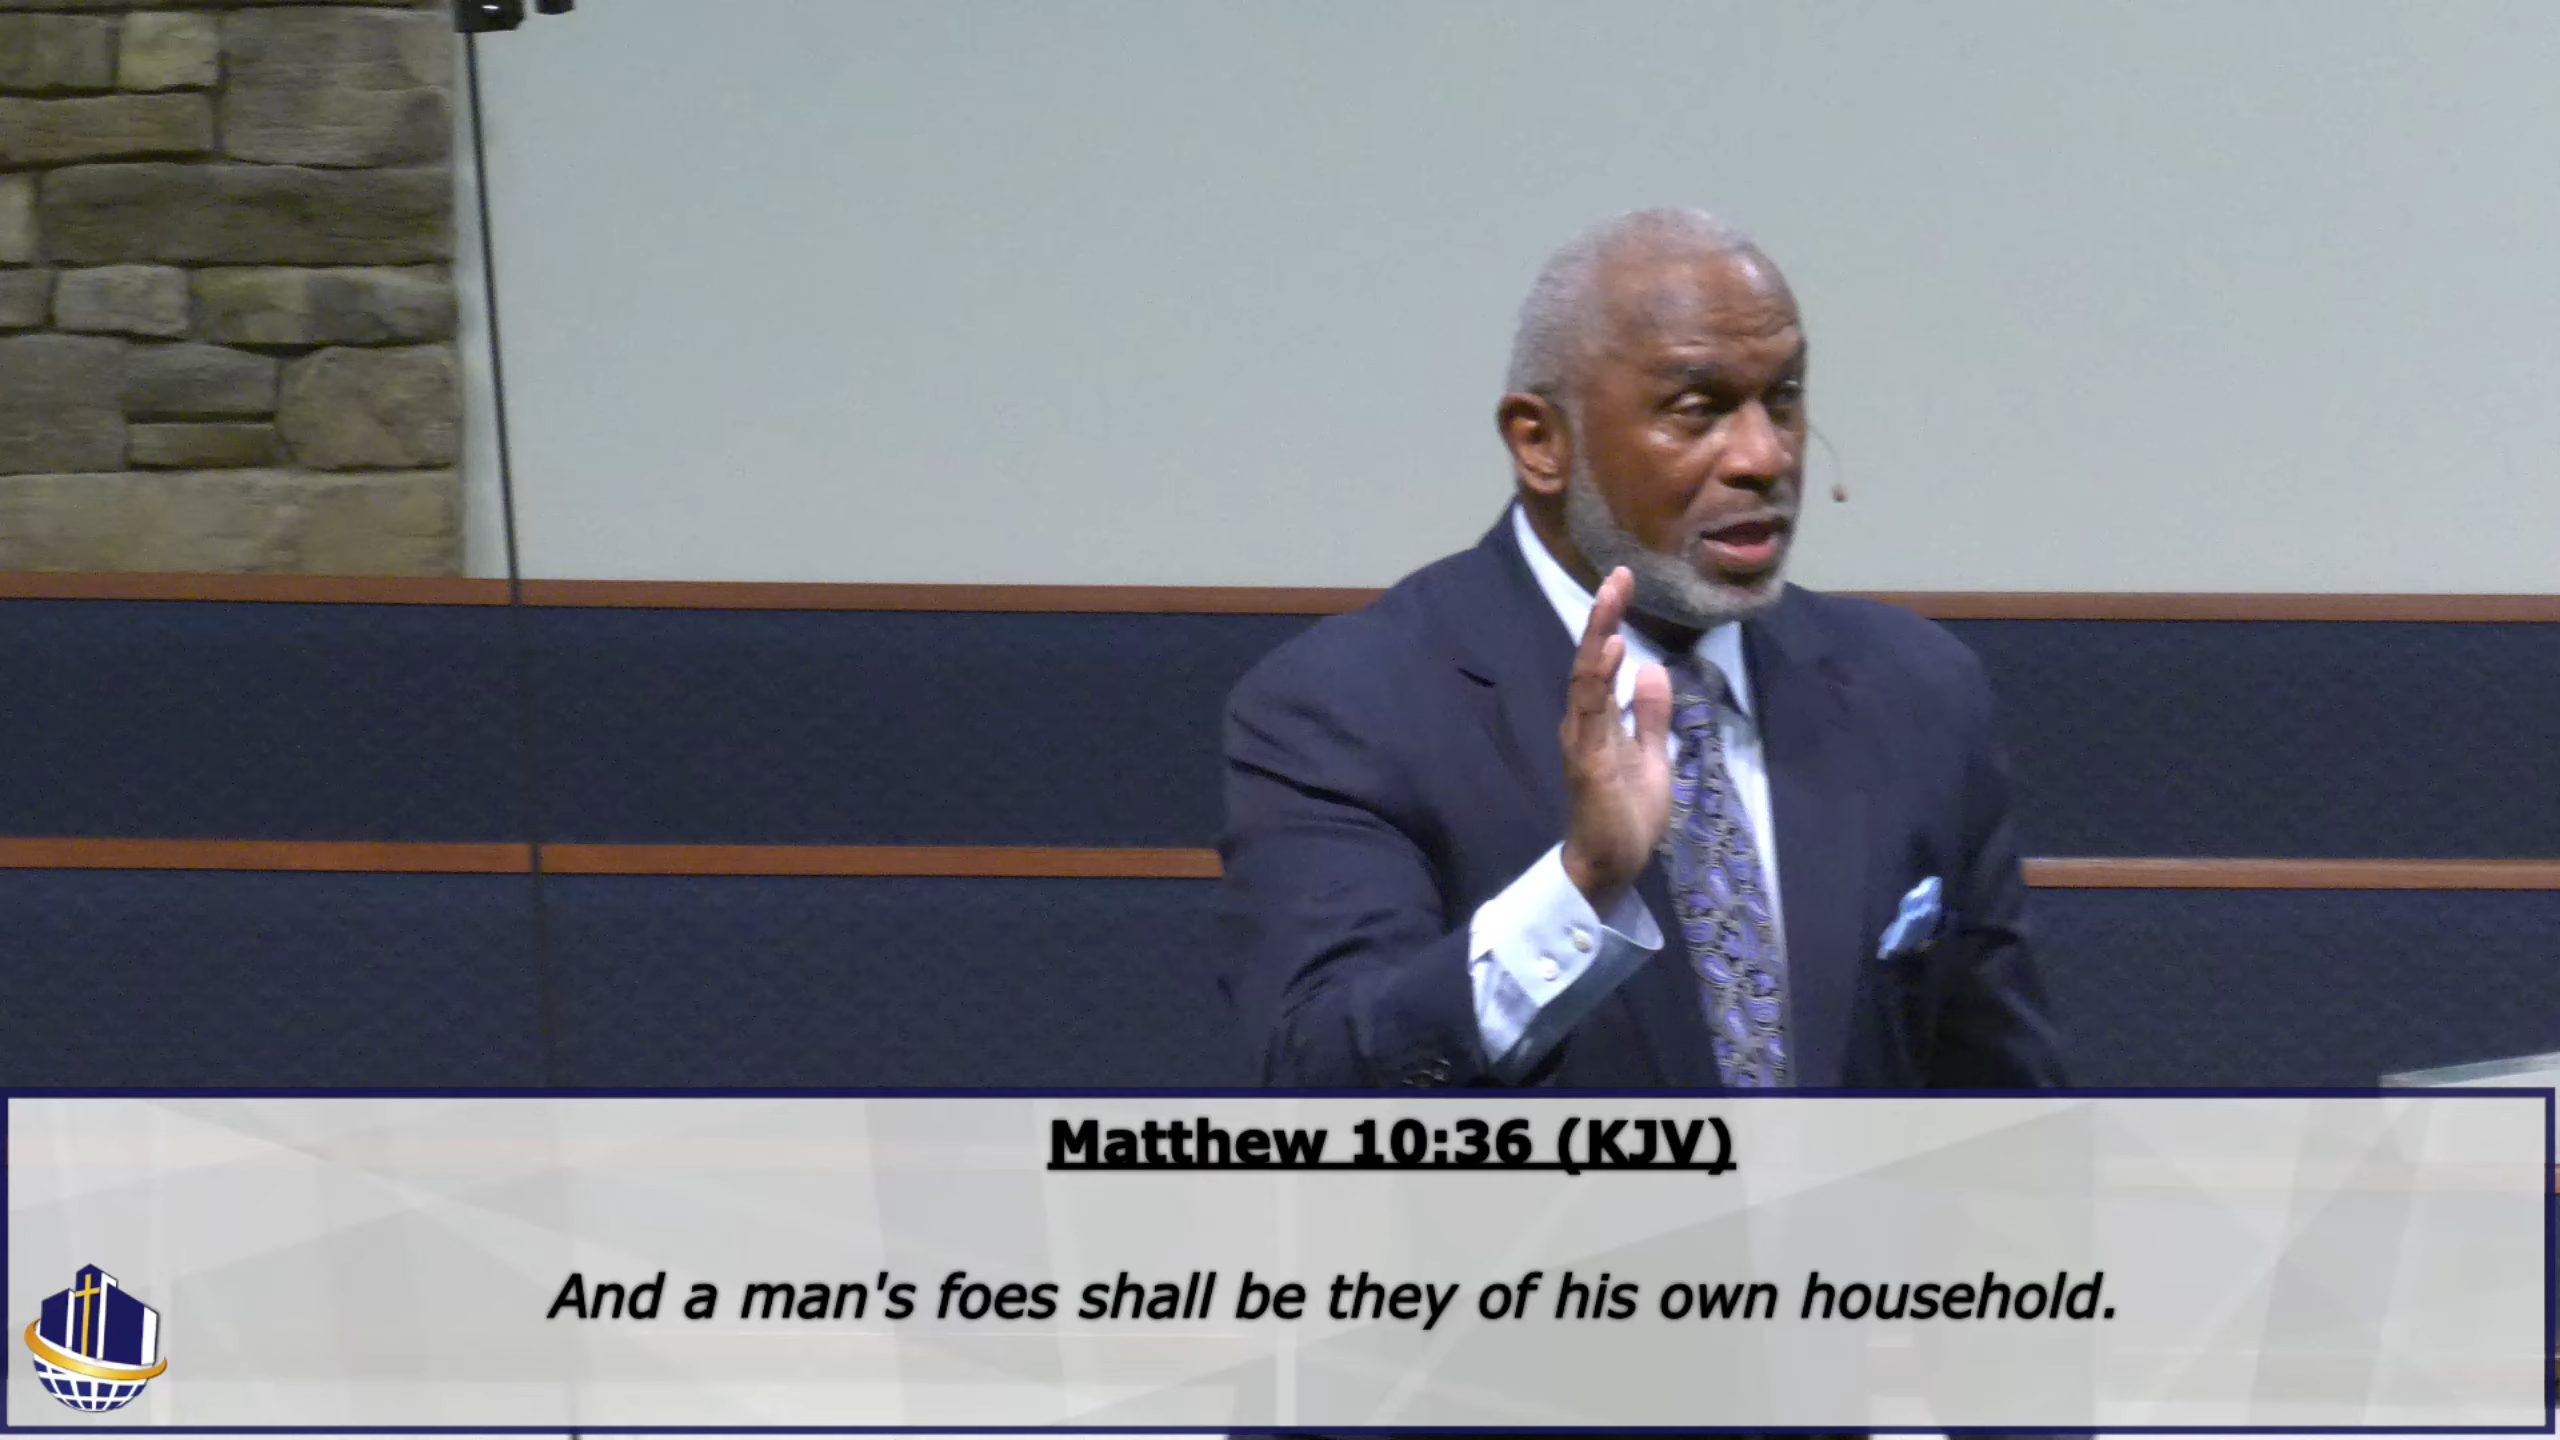 Matthew 10:36 (KJV)
And a man's foes shall be they of his own household.